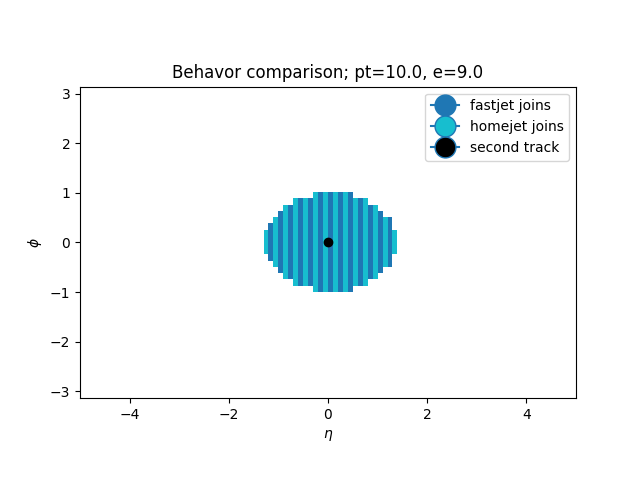 Behavor comparison; pt=10.0, e=9.0
fastjet joins
homejet joins
second track
3
2
1
0
−1
−2
−3
ϕ
−4
−2
0
2
4
η